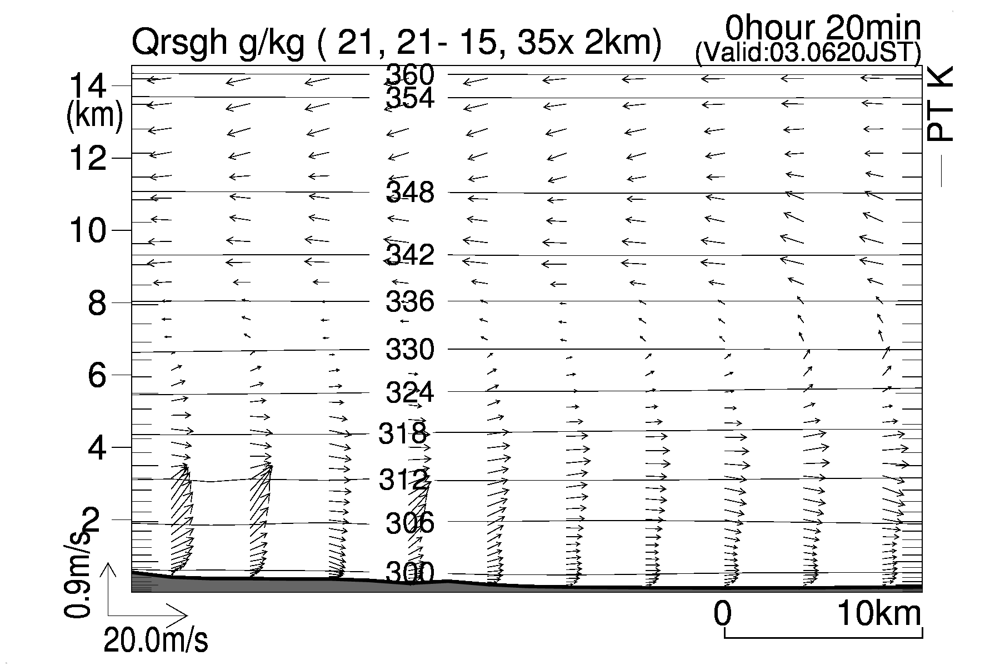 Qrsgh g/kg ( 21, 21- 15, 35x 2km)
0hour 20min
(Valid:03.0620JST)
14
(km)
12
10
8
6
4
2
360
354
348
342
336
330
324
318
312
306
300
PT K
0.9m/s
20.0m/s
0
10km